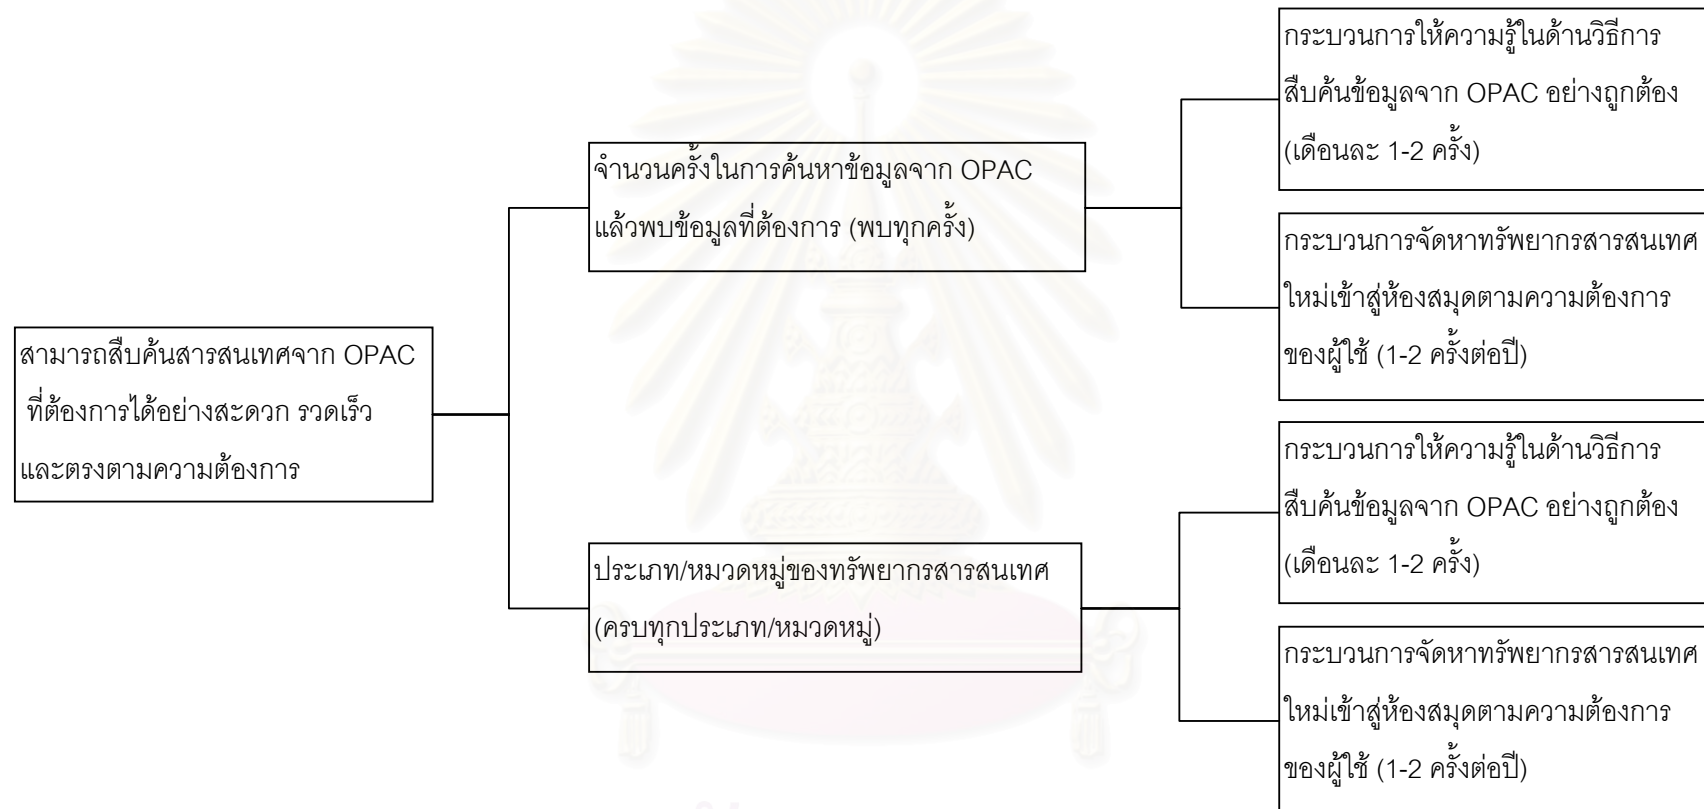 สามารถสืบค้นสารสนเทศจาก OPAC
ที่ต้องการได้อย่างสะดวก รวดเร็ว
และตรงตามความต้องการ
จำนวนครั้งในการค้นหาข้อมูลจาก OPAC
แล้วพบข้อมูลที่ต้องการ (พบทุกครั้ง)
กระบวนการให้ความรู้ในด้านวิธีการ
สืบค้นข้อมูลจาก OPAC อย่างถูกต้อง
(เดือนละ 1-2 ครั้ง)
กระบวนการจัดหาทรัพยากรสารสนเทศ
ใหม่เข้าสู่ห้องสมุดตามความต้องการ
ของผู้ใช้ (1-2 ครั้งต่อปี)
ประเภท/หมวดหมู่ของทรัพยากรสารสนเทศ
(ครบทุกประเภท/หมวดหมู่)
กระบวนการให้ความรู้ในด้านวิธีการ
สืบค้นข้อมูลจาก OPAC อย่างถูกต้อง
(เดือนละ 1-2 ครั้ง)
กระบวนการจัดหาทรัพยากรสารสนเทศ
ใหม่เข้าสู่ห้องสมุดตามความต้องการ
ของผู้ใช้ (1-2 ครั้งต่อปี)